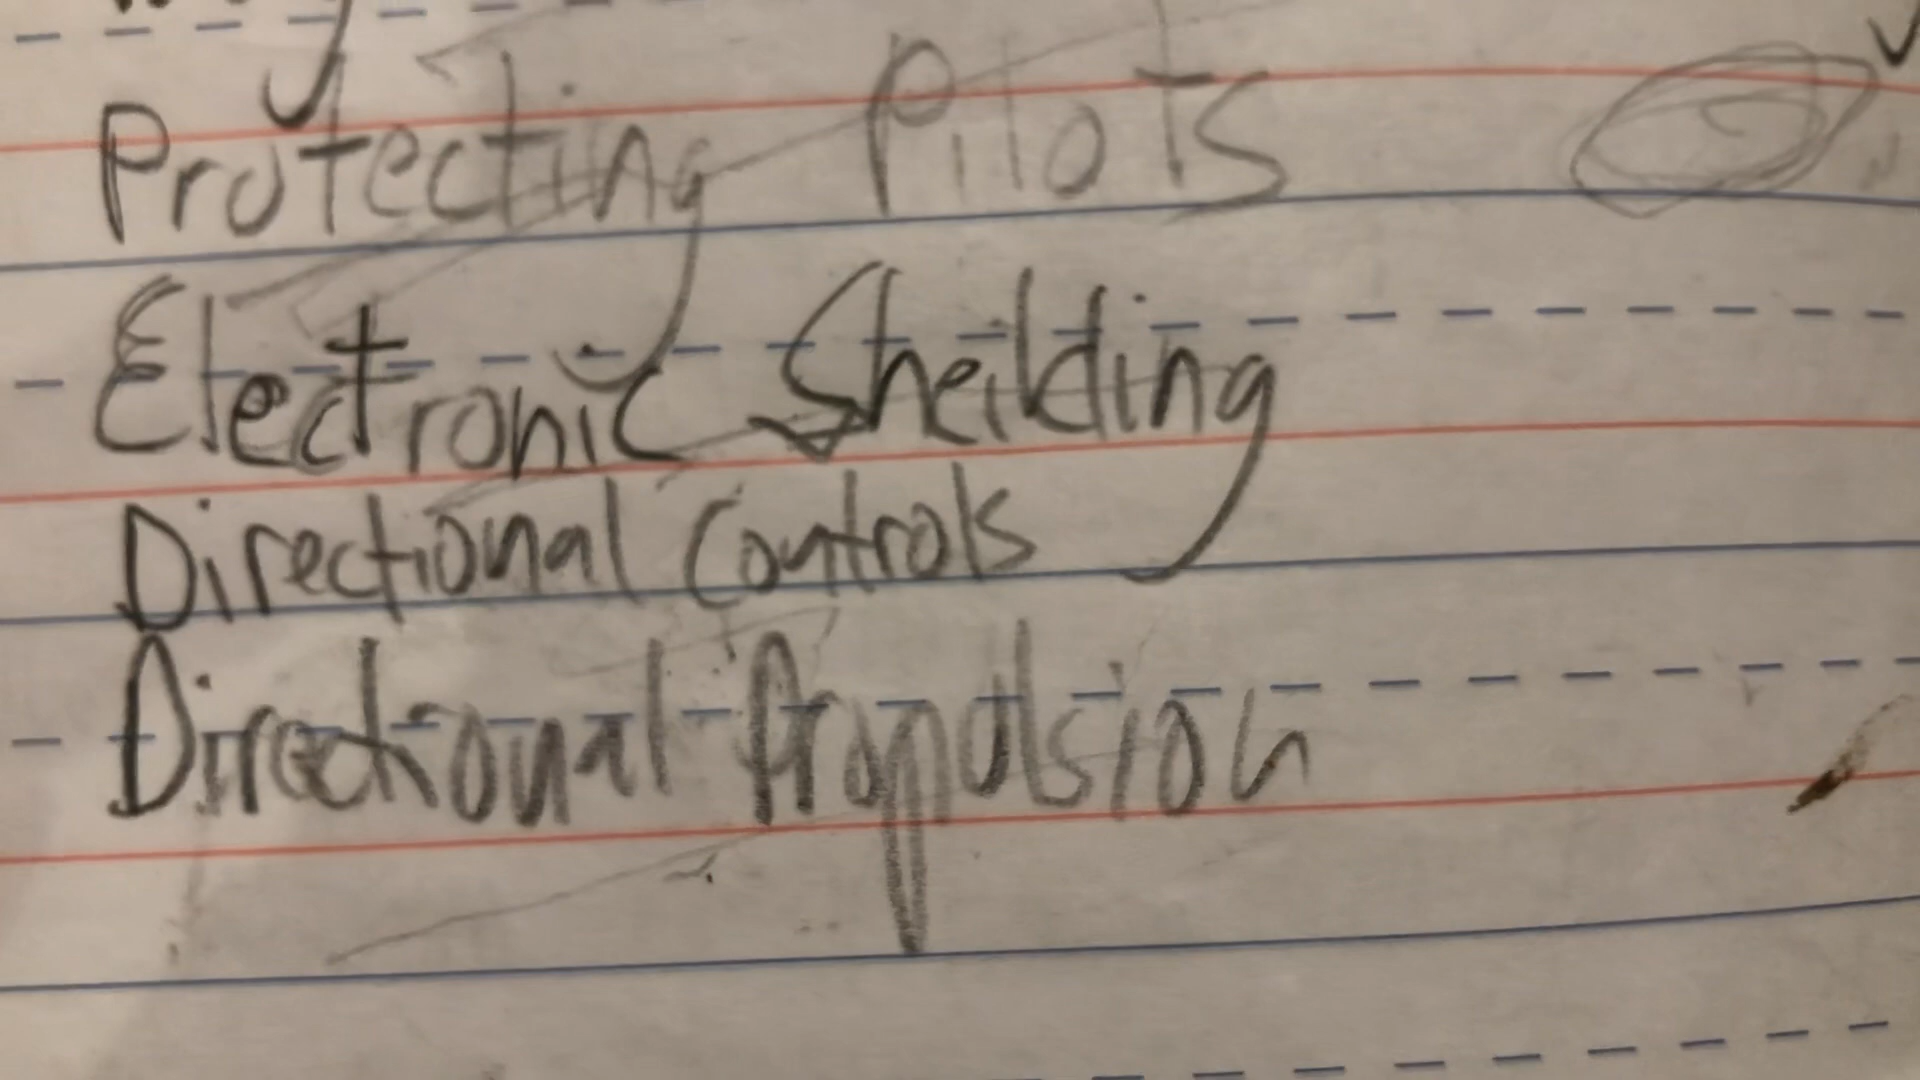 Protecting Pilots
Electronic Sheilding
Directional Controls
Directional Propulsion